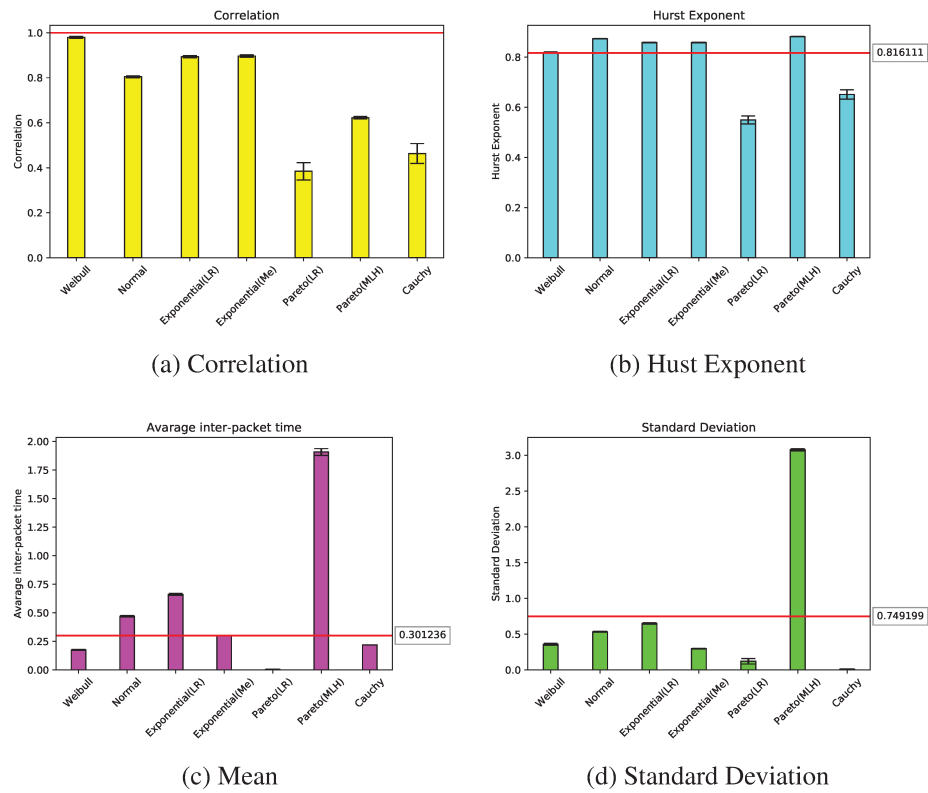 Correlation
1.0
0.8
0.6
0.4
0.2
0.0
Correlation
Weibull
Normal
Exponential(LR)
Exponential(Me)
Pareto(LR)
Pareto(MLH)
Cauchy
(a) Correlation
Hurst Exponent
0.8
0.6
0.4
0.2
0.0
Hurst Exponent
0.816111
Weibull
Normal
Exponential(LR)
Exponential(Me)
Pareto(LR)
Pareto(MLH)
Cauchy
(b) Hust Exponent
Avarage inter-packet time
2.00
1.75
1.50
1.25
1.00
0.75
0.50
0.25
0.00
Avarage inter-packet time
0.301236
Weibull
Normal
Exponential(LR)
Exponential(Me)
Pareto(LR)
Pareto(MLH)
Cauchy
(c) Mean
Standard Deviation
3.0
2.5
2.0
1.5
1.0
0.5
0.0
Standard Deviation
0.749199
Weibull
Normal
Exponential(LR)
Exponential(Me)
Pareto(LR)
Pareto(MLH)
Cauchy
(d) Standard Deviation